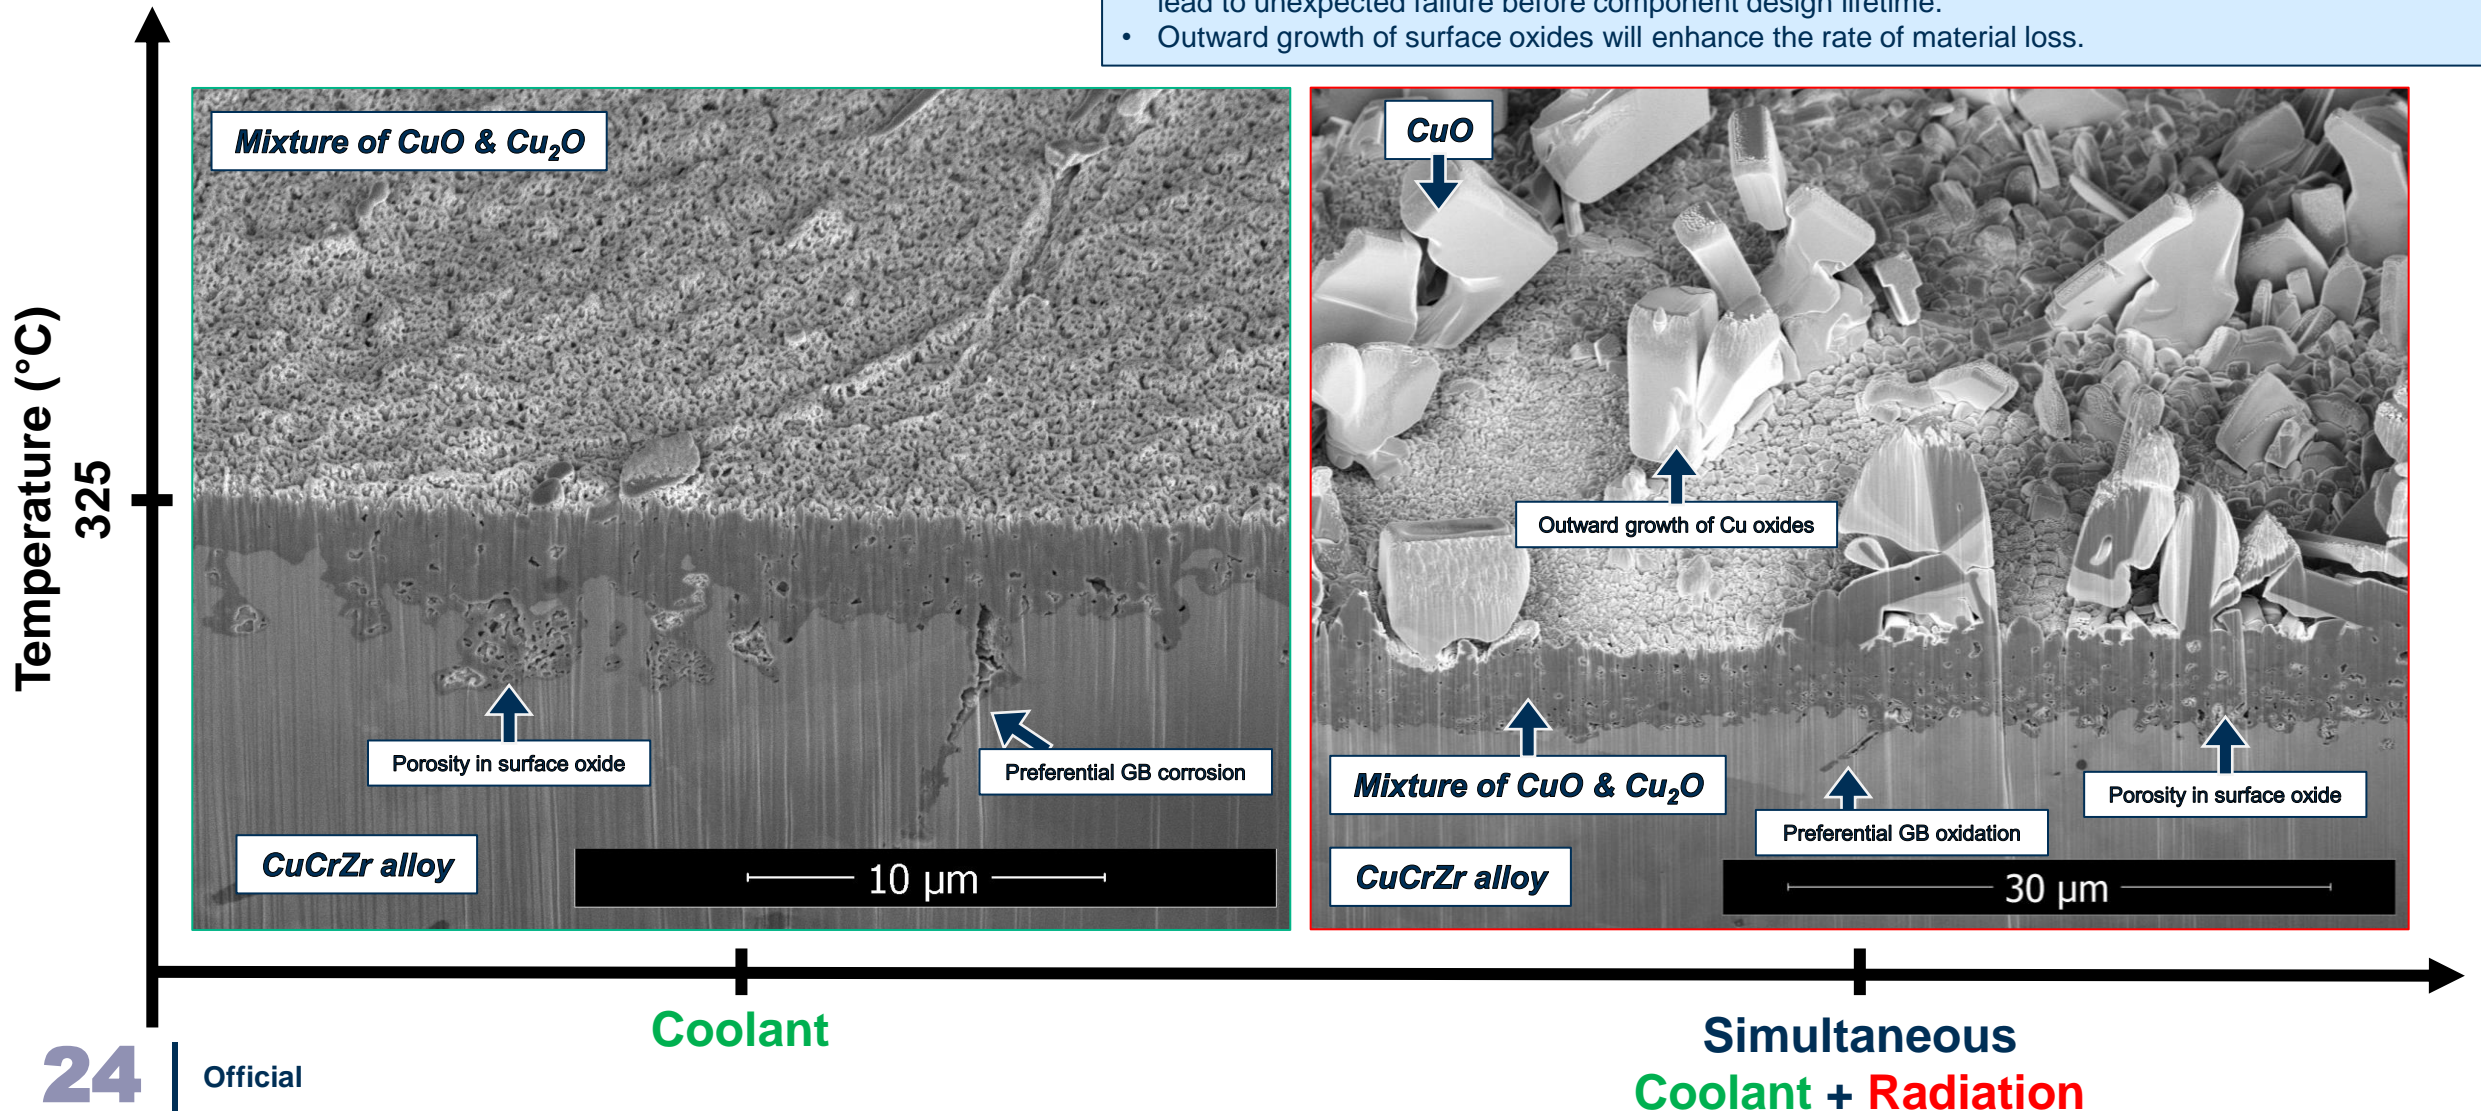 lead to unexpected failure before component design lifetime.
• Outward growth of surface oxides will enhance the rate of material loss.
Temperature (°C)
325
Mixture of CuO & Cu₂O
Porosity in surface oxide
Preferential GB corrosion
CuCrZr alloy
10 µm
CuO
Outward growth of Cu oxides
Mixture of CuO & Cu₂O
Preferential GB oxidation
Porosity in surface oxide
CuCrZr alloy
30 µm
Coolant
Simultaneous
Coolant + Radiation
24
Official